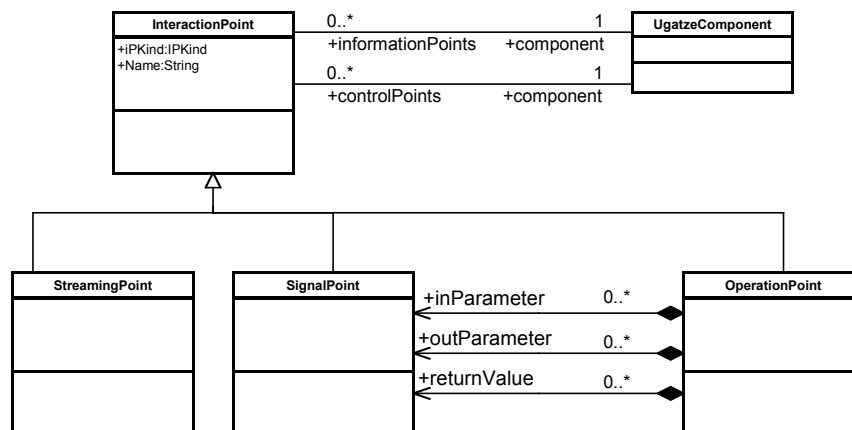 InteractionPoint
+iPKind:IPKind
+Name:String
0..* 1
+informationPoints +component
0..* 1
+controlPoints +component
UgatzeComponent
StreamingPoint
SignalPoint
+inParameter 0..*
+outParameter 0..*
+returnValue 0..*
OperationPoint